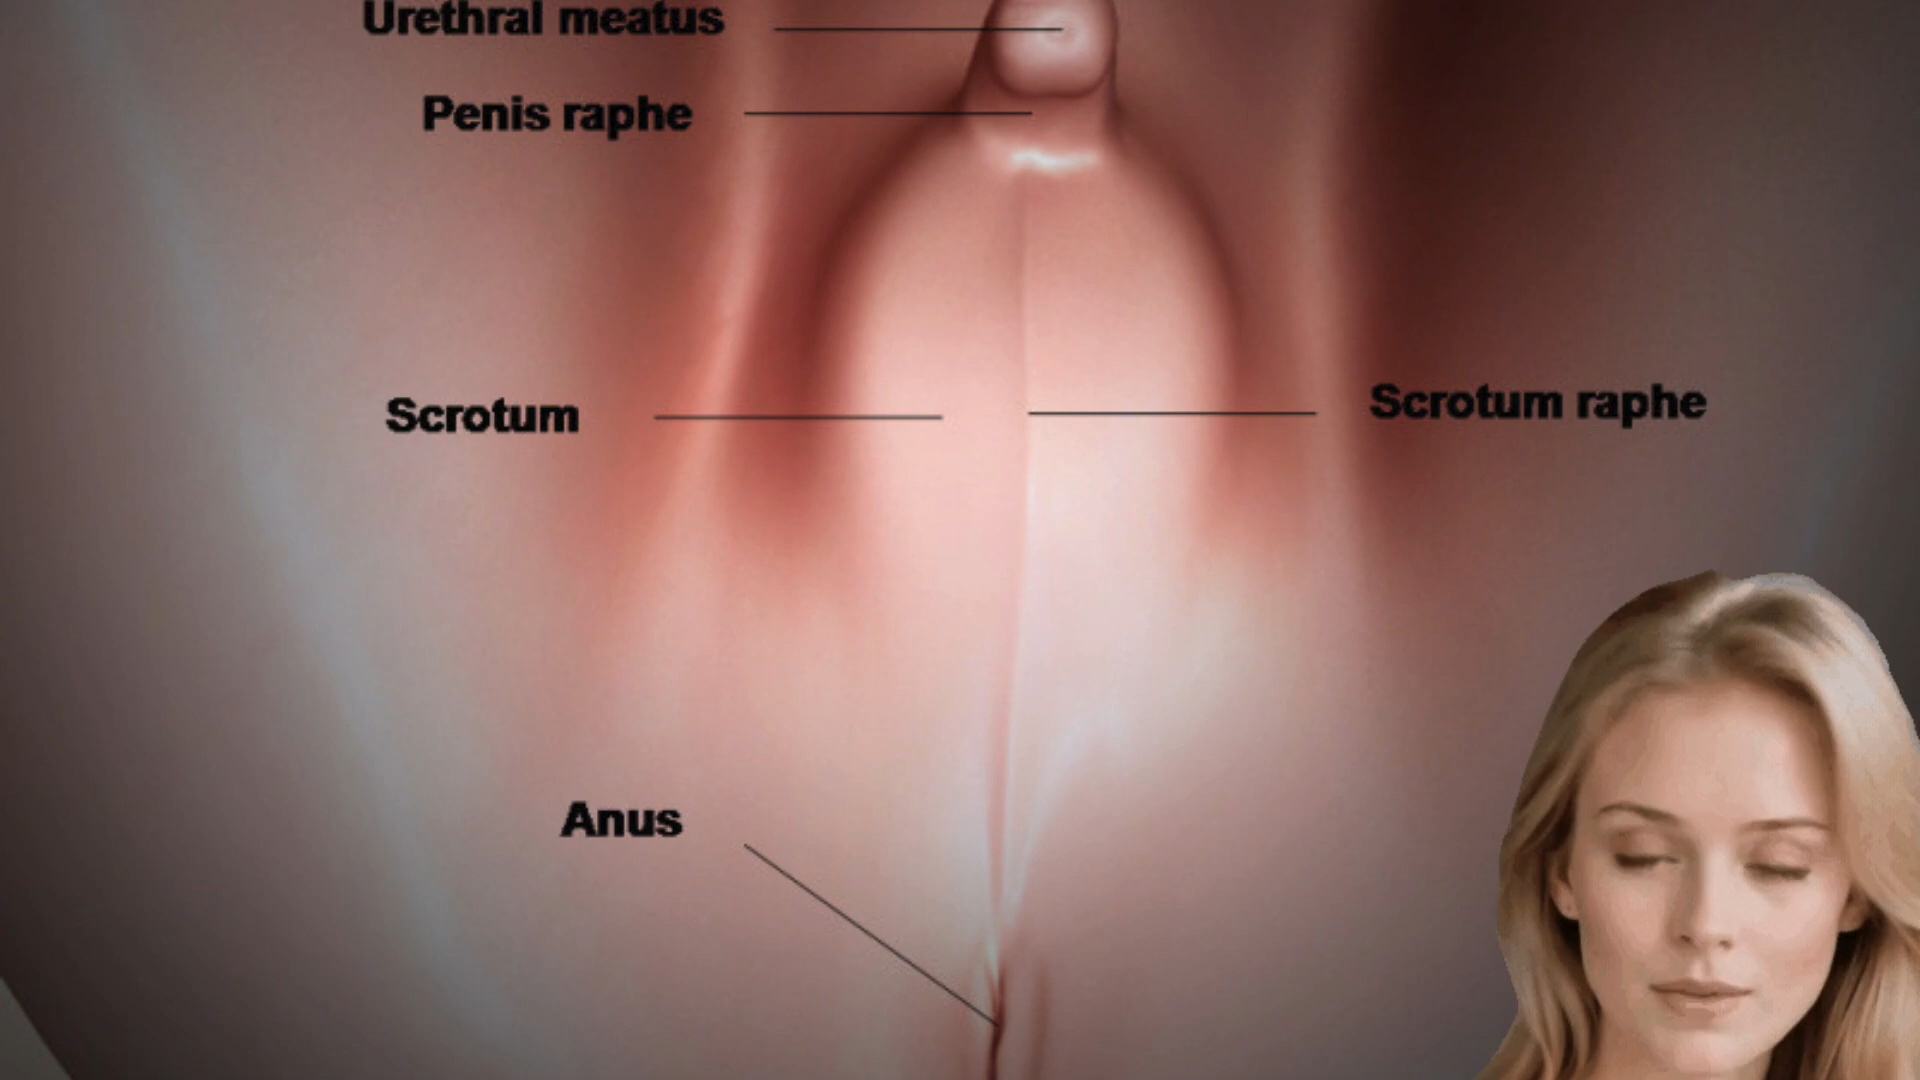 Urethral meatus
Penis raphe
Scrotum
Scrotum raphe
Anus